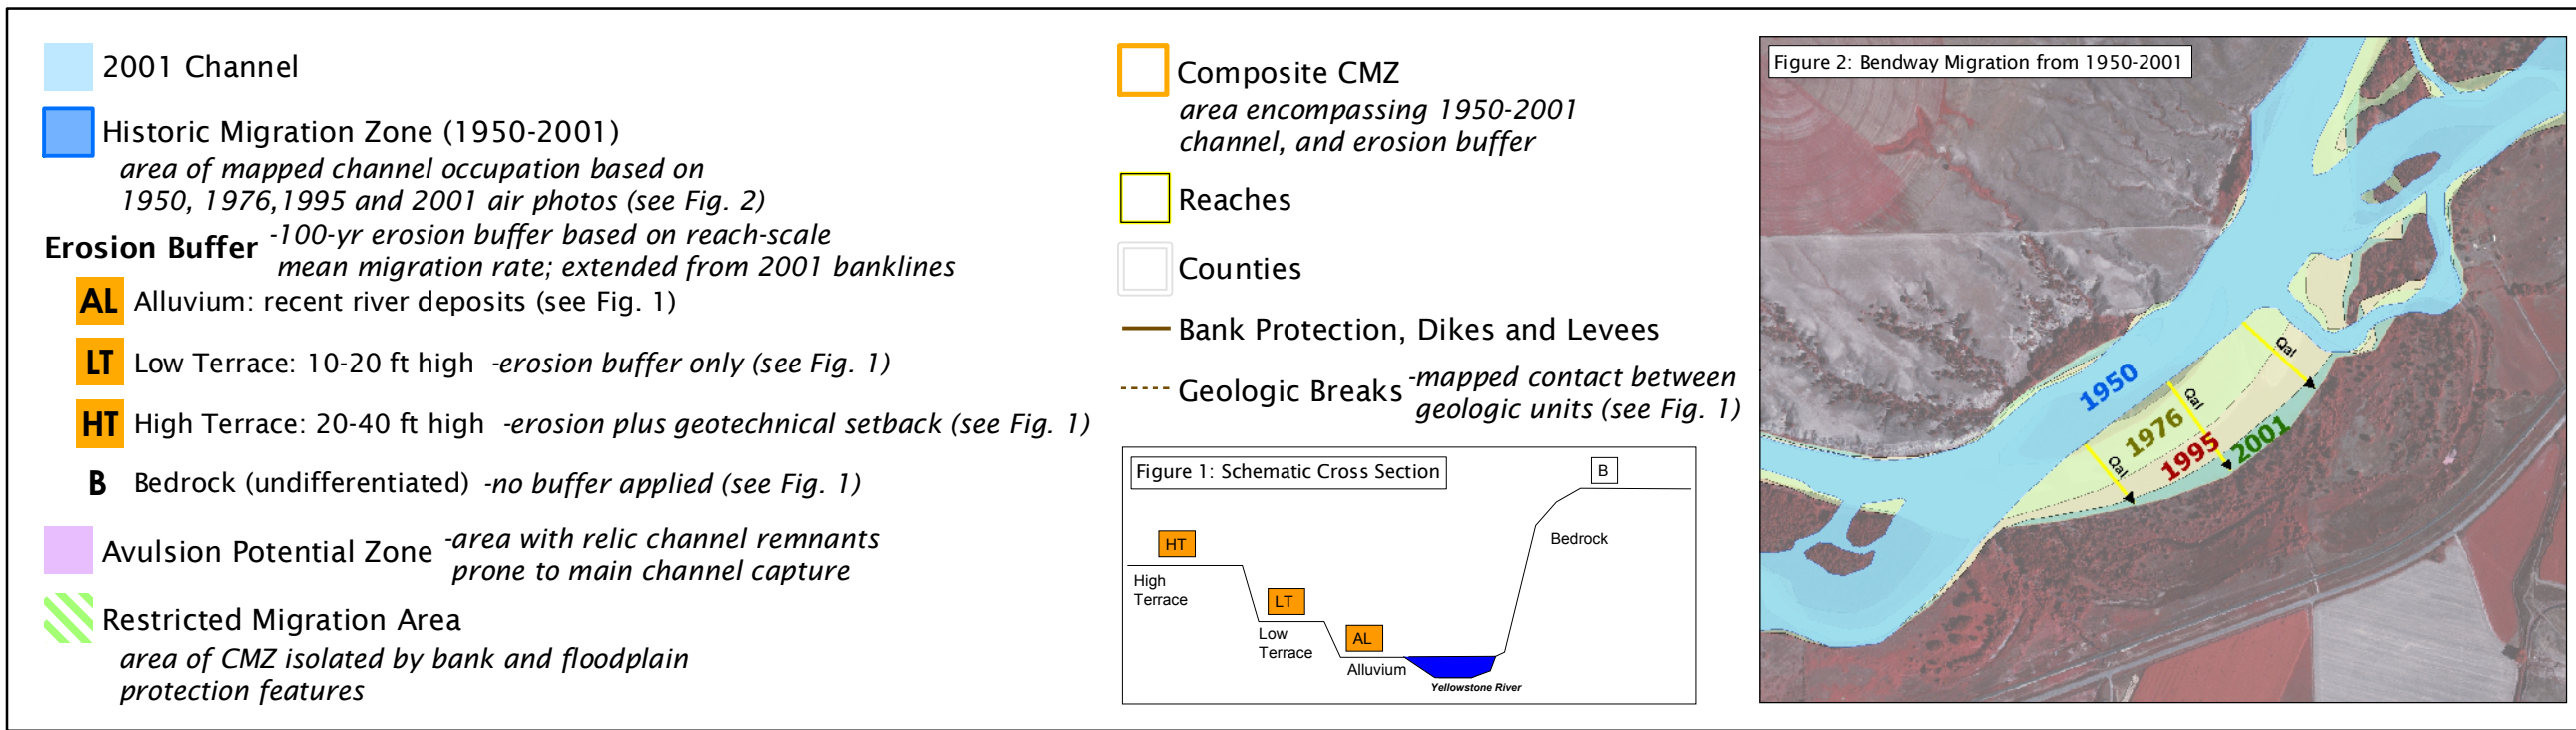 2001 Channel
Historic Migration Zone (1950-2001)
area of mapped channel occupation based on
1950, 1976,1995 and 2001 air photos (see Fig. 2)
Erosion Buffer -100-yr erosion buffer based on reach-scale
mean migration rate; extended from 2001 banklines
AL Alluvium: recent river deposits (see Fig. 1)
LT Low Terrace: 10-20 ft high -erosion buffer only (see Fig. 1)
HT High Terrace: 20-40 ft high -erosion plus geotechnical setback (see Fig. 1)
B Bedrock (undifferentiated) -no buffer applied (see Fig. 1)
Avulsion Potential Zone -area with relic channel remnants
prone to main channel capture
Restricted Migration Area
area of CMZ isolated by bank and floodplain
protection features
Composite CMZ
area encompassing 1950-2001
channel, and erosion buffer
Reaches
Counties
Bank Protection, Dikes and Levees
Geologic Breaks -mapped contact between
geologic units (see Fig. 1)
Figure 1: Schematic Cross Section
B
Bedrock
HT
High
Terrace
LT
Low
Terrace
AL
Alluvium
Yellowstone River
Figure 2: Bendway Migration from 1950-2001
Qal
1950
Qal
1976
1995
2001
Qal